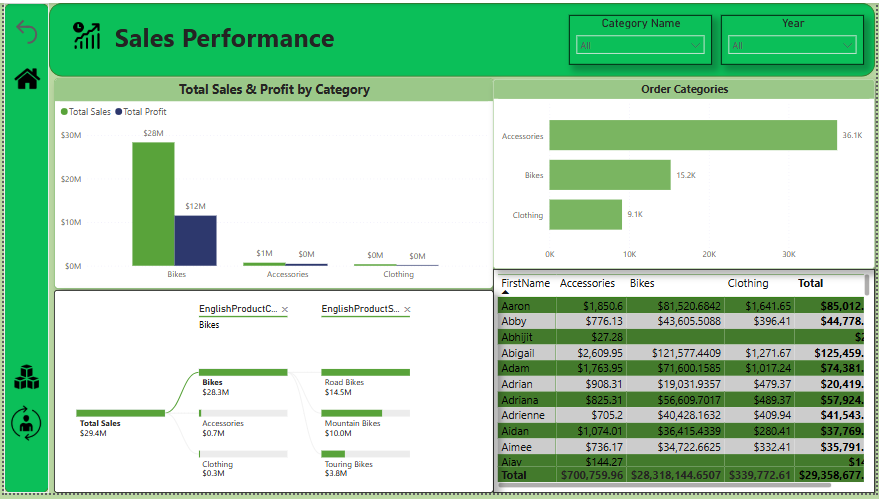 Sales Performance
Category Name
All
Year
All
Total Sales & Profit by Category
Total Sales Total Profit
$30M
$20M
$10M
$0M
$28M
$12M
$1M
$0M
$0M
$0M
Bikes
Accessories
Clothing
Order Categories
Accessories
36.1K
Bikes
15.2K
Clothing
9.1K
0K 10K 20K 30K
EnglishProductC... ×
Bikes
EnglishProductS... ×
Total Sales
$29.4M
Bikes
$28.3M
Accessories
$0.7M
Clothing
$0.3M
Road Bikes
$14.5M
Mountain Bikes
$10.0M
Touring Bikes
$3.8M
FirstName Accessories Bikes Clothing Total
Aaron $1,850.6 $81,520.6842 $1,641.65 $85,012.
Abby $776.13 $43,605.5088 $396.41 $44,778.
Abhijit $27.28 $2
Abigail $2,609.95 $121,577.4409 $1,271.67 $125,459.
Adam $1,763.95 $71,600.1585 $1,017.24 $74,381.
Adrian $908.31 $19,031.9357 $479.37 $20,419.
Adriana $825.31 $56,609.7017 $489.37 $57,924.
Adrienne $705.2 $40,428.1632 $409.94 $41,543.
Aidan $1,074.01 $36,415.4339 $280.41 $37,769.
Aimee $736.17 $34,722.6625 $332.41 $35,791.
Ajay $144.27 $14
Total $700,759.96 $28,318,144.6507 $339,772.61 $29,358,677.